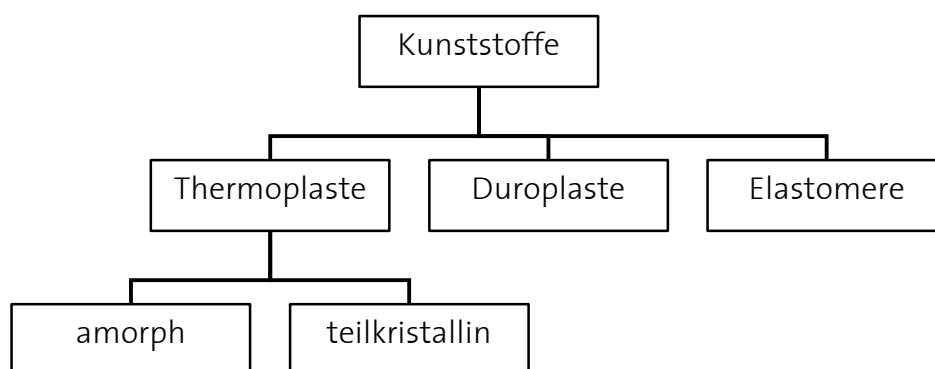 Kunststoffe
Thermoplaste
Duroplaste
Elastomere
amorph
teilkristallin